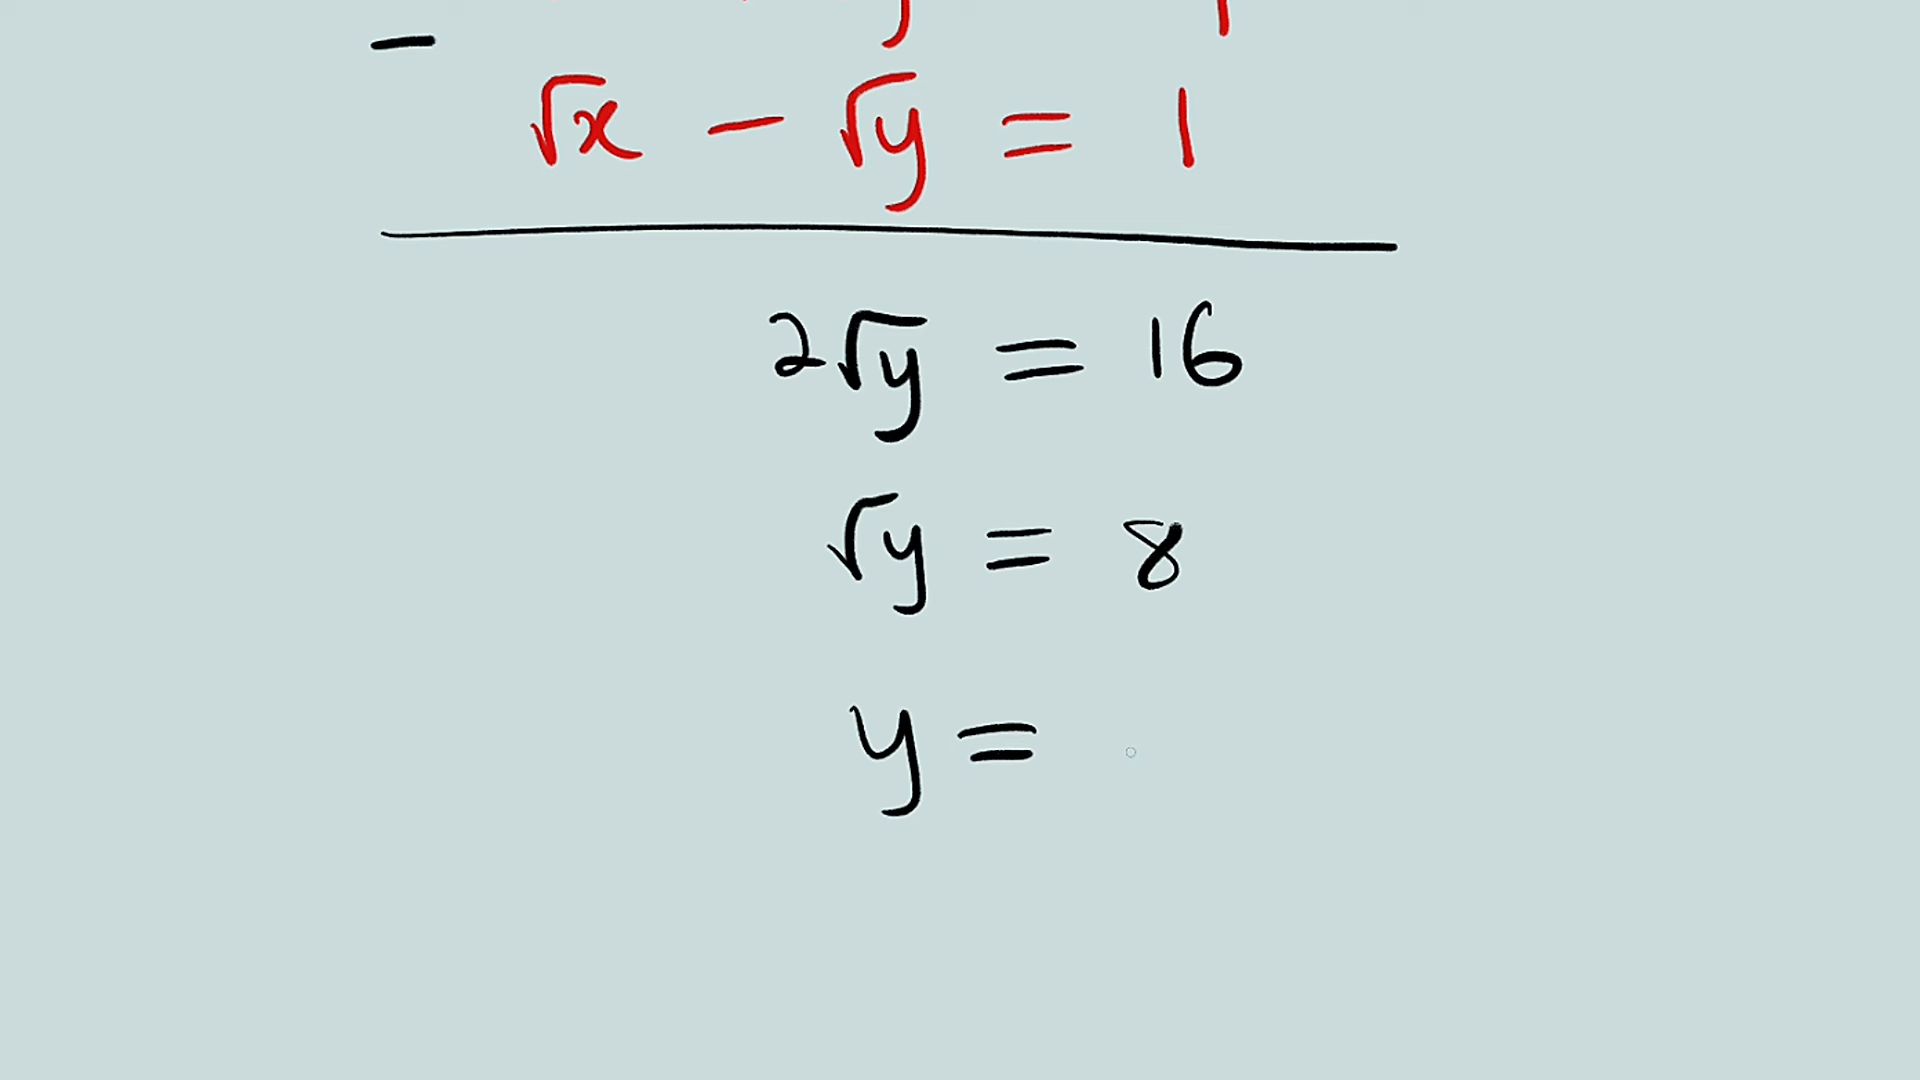 -
√x - √y = 1
2√y = 16
√y = 8
y =